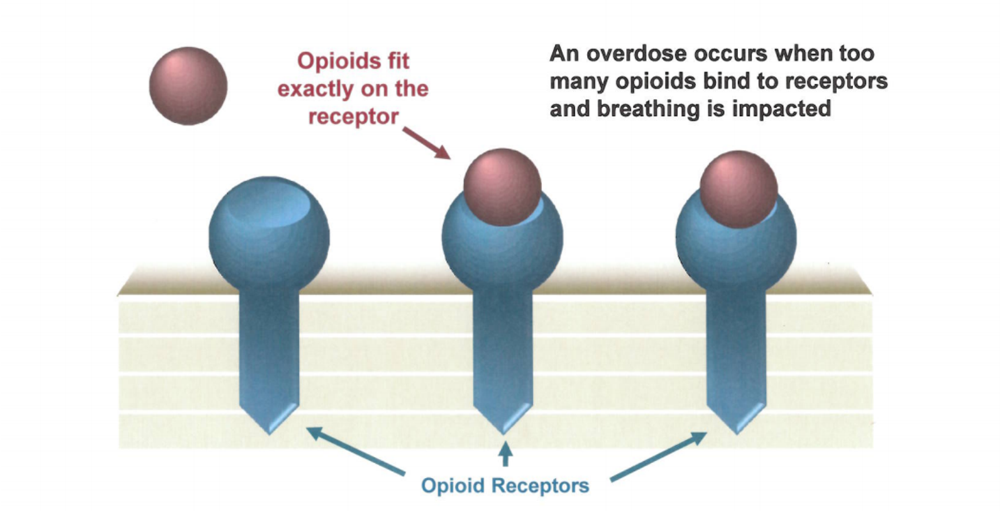 Opioids fit
exactly on the
receptor
An overdose occurs when too
many opioids bind to receptors
and breathing is impacted
Opioid Receptors